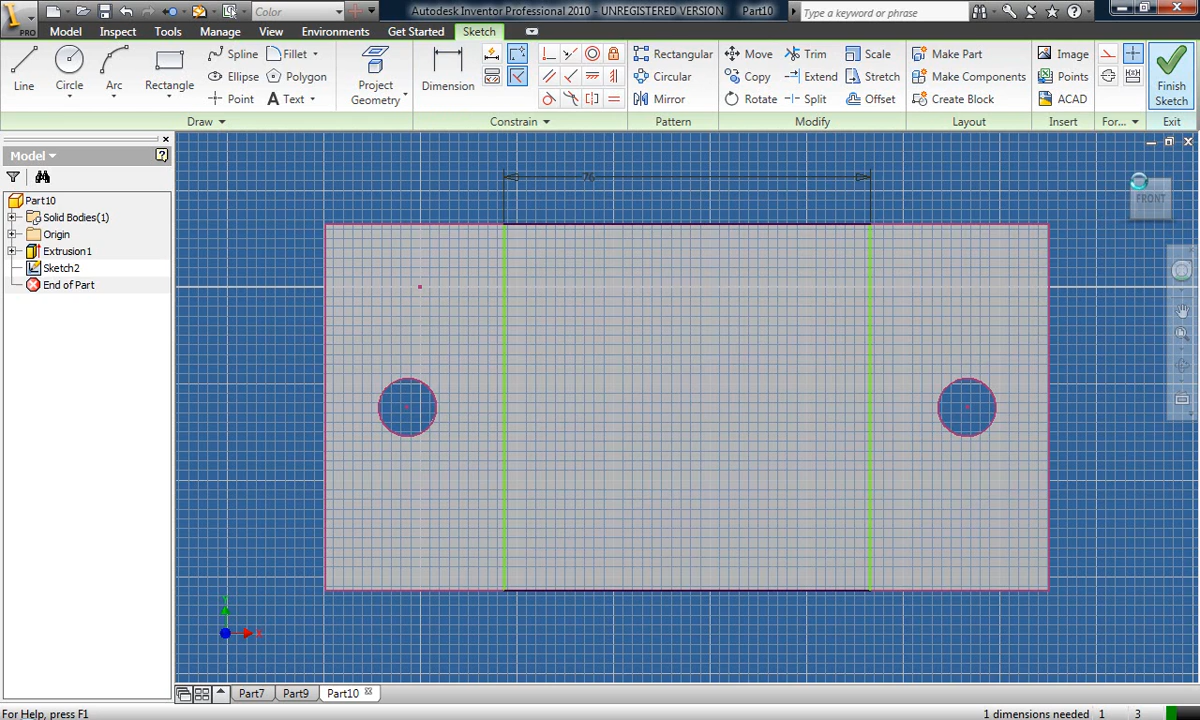 Color
Autodesk Inventor Professional 2010 - UNREGISTERED VERSION Part10
Type a keyword or phrase
PRO
Model Inspect Tools Manage View Environments Get Started Sketch
Line Circle Arc Rectangle
Spline Fillet
Ellipse Polygon
Point Text
Project Geometry
Dimension
Rectangular
Circular
Mirror
Move Trim Scale
Copy Extend Stretch
Rotate Split Offset
Make Part
Make Components
Create Block
Image
Points
ACAD
Finish Sketch
Draw Constrain Pattern Modify Layout Insert For... Exit
Model
Part10
Solid Bodies(1)
Origin
Extrusion1
Sketch2
End of Part
76
FRONT
Y
X
Part7 Part9 Part10
For Help, press F1
1 dimensions needed 1 3